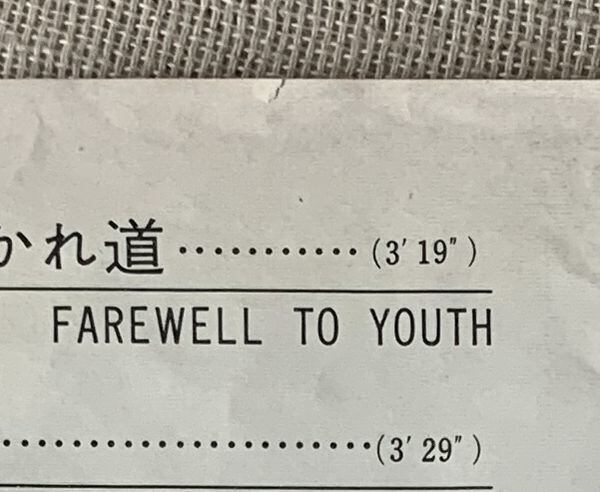 かれ道…………(3′19″)
FAREWELL TO YOUTH
……………………(3′29″)